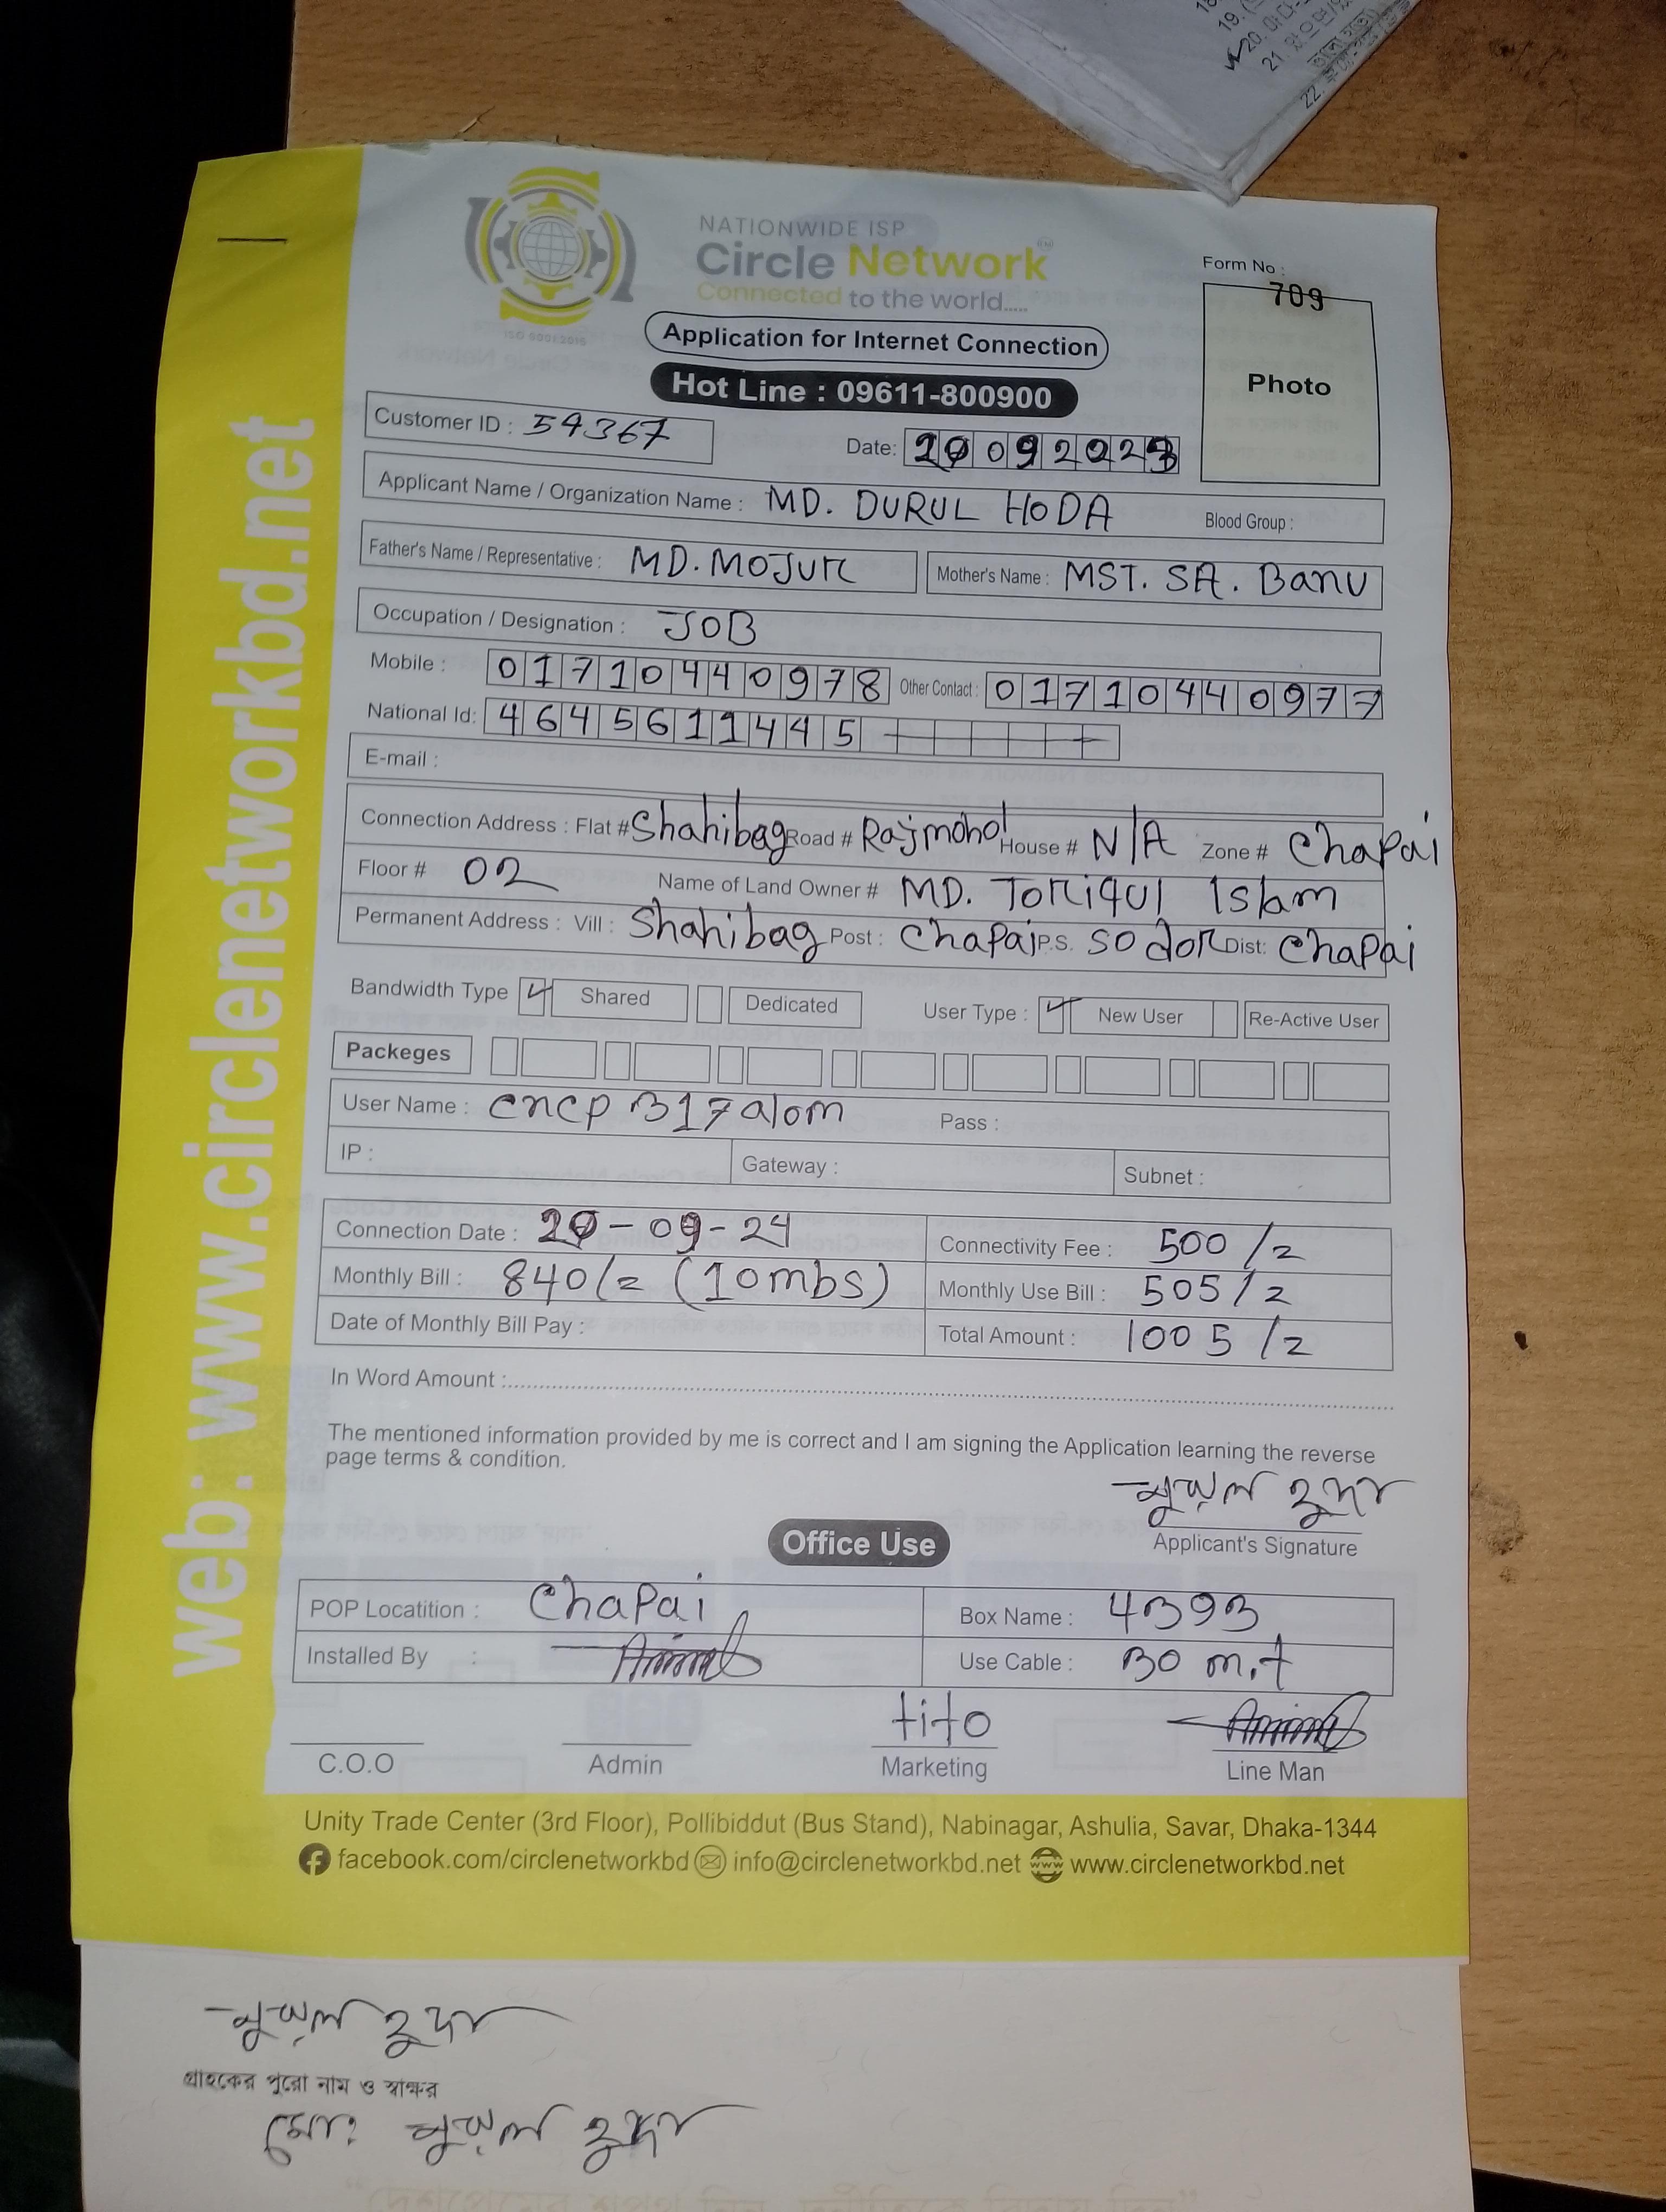 NATIONWIDE ISP
Circle Network
Connected to the world.....
ISO 9001:2015
Form No :
709
Photo
Application for Internet Connection
Hot Line : 09611-800900
Customer ID : 54367
Date:
Applicant Name / Organization Name : MD. DURUL HODA Blood Group :
Father's Name / Representative : MD. MOJUR Mother's Name : MST. SA. Banu
Occupation / Designation : JOB
Mobile : 01710440978 Other Contact : 01710440977
National Id: 4645611445
E-mail :
Connection Address : Flat # Shahibag Road # Rajmohol House # N/A Zone # Chapai
Floor # 02 Name of Land Owner # MD. Toriqul Islam
Permanent Address : Vill : Shahibag Post : Chapai P.S. Sodor Dist: Chapai
Bandwidth Type Shared Dedicated User Type : New User Re-Active User
Packeges
User Name : cncp317alom Pass :
IP : Gateway : Subnet :
Connection Date : 20-09-24 Connectivity Fee : 500/=
Monthly Bill : 840/= (10mbs) Monthly Use Bill : 505/=
Date of Monthly Bill Pay : Total Amount : 1005/=
In Word Amount :
The mentioned information provided by me is correct and I am signing the Application learning the reverse
page terms & condition.
Applicant's Signature
Office Use
POP Locatition : Chapai Box Name : 4393
Installed By : Use Cable : 30 m.t
tito
C.O.O Admin Marketing Line Man
Unity Trade Center (3rd Floor), Pollibiddut (Bus Stand), Nabinagar, Ashulia, Savar, Dhaka-1344
facebook.com/circlenetworkbd info@circlenetworkbd.net www.circlenetworkbd.net
web: www.circlenetworkbd.net
গ্রাহকের পুরো নাম ও স্বাক্ষর
মোঃ